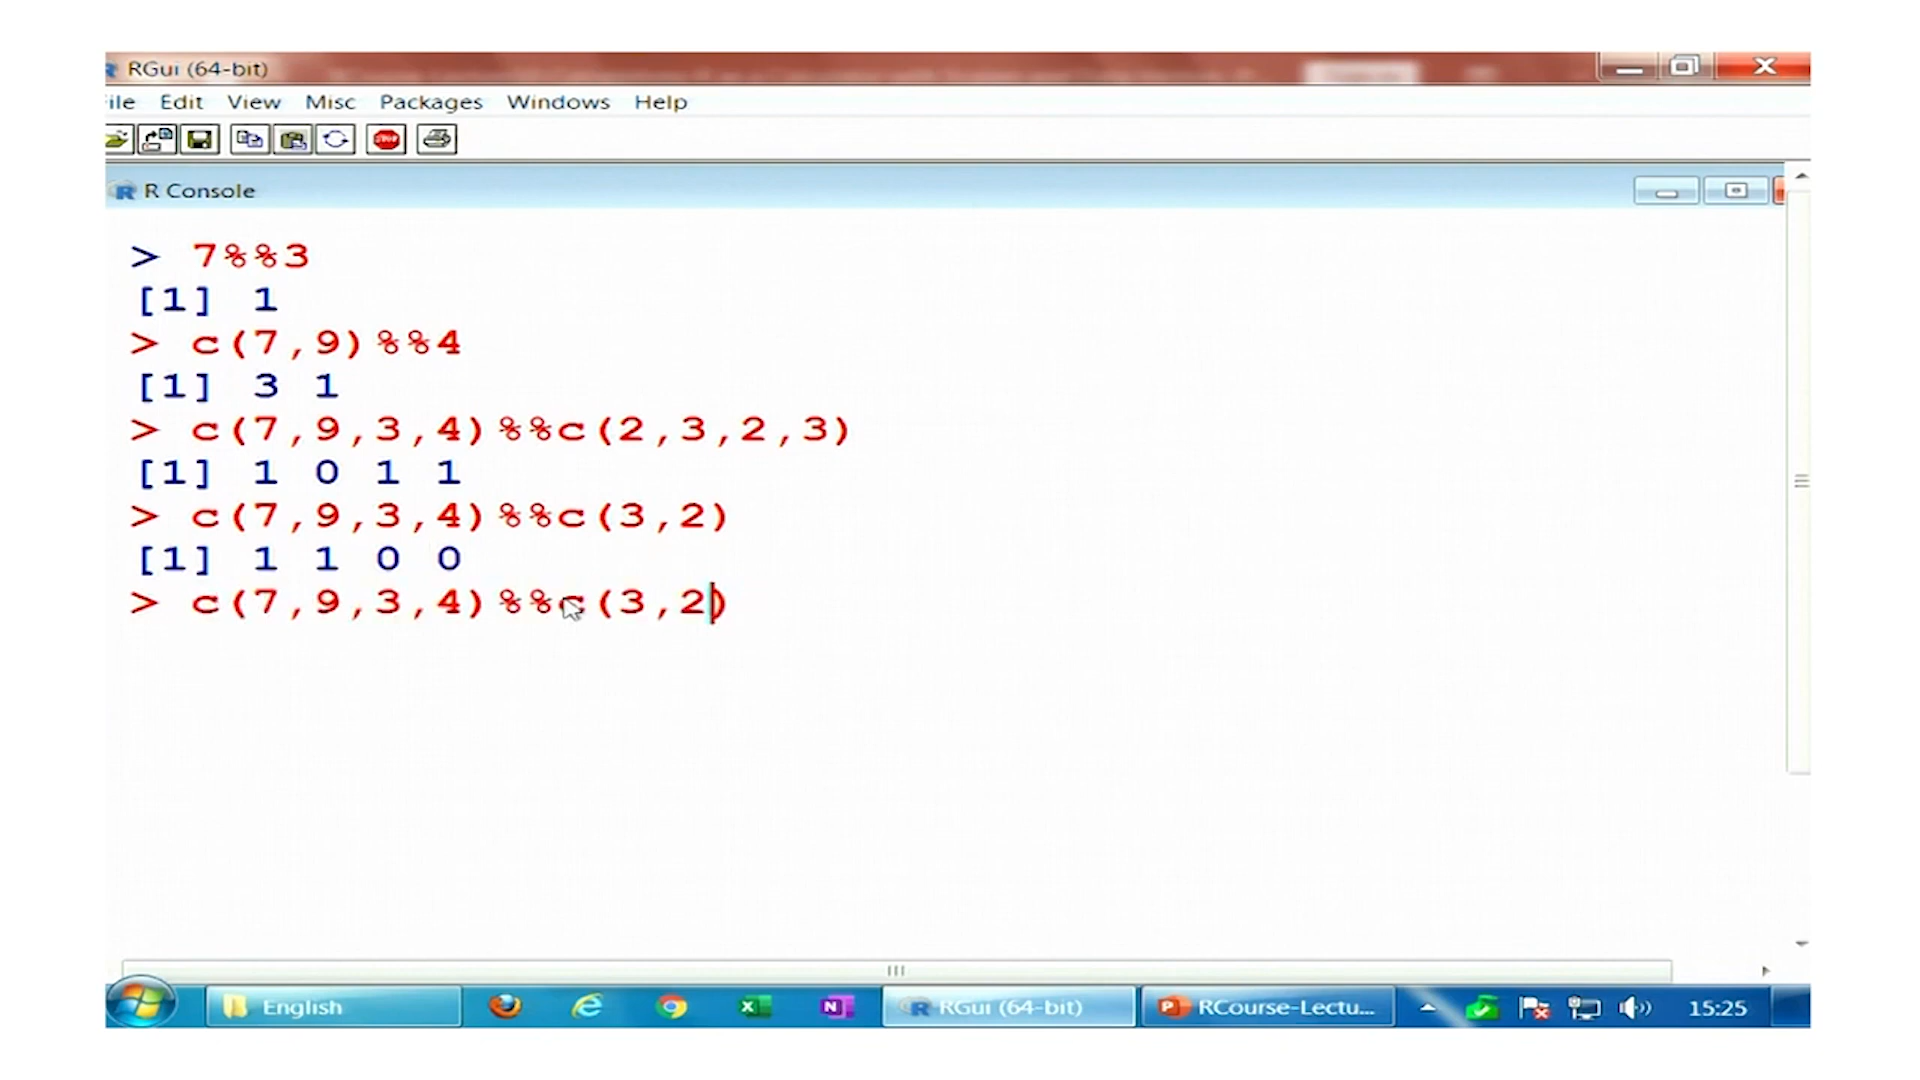 RGui (64-bit)
ile Edit View Misc Packages Windows Help
STOP
R Console
> 7%%3
[1] 1
> c(7,9)%%4
[1] 3 1
> c(7,9,3,4)%%c(2,3,2,3)
[1] 1 0 1 1
> c(7,9,3,4)%%c(3,2)
[1] 1 1 0 0
> c(7,9,3,4)%%c(3,2)
English RGui (64-bit) RCourse-Lectu... 15:25